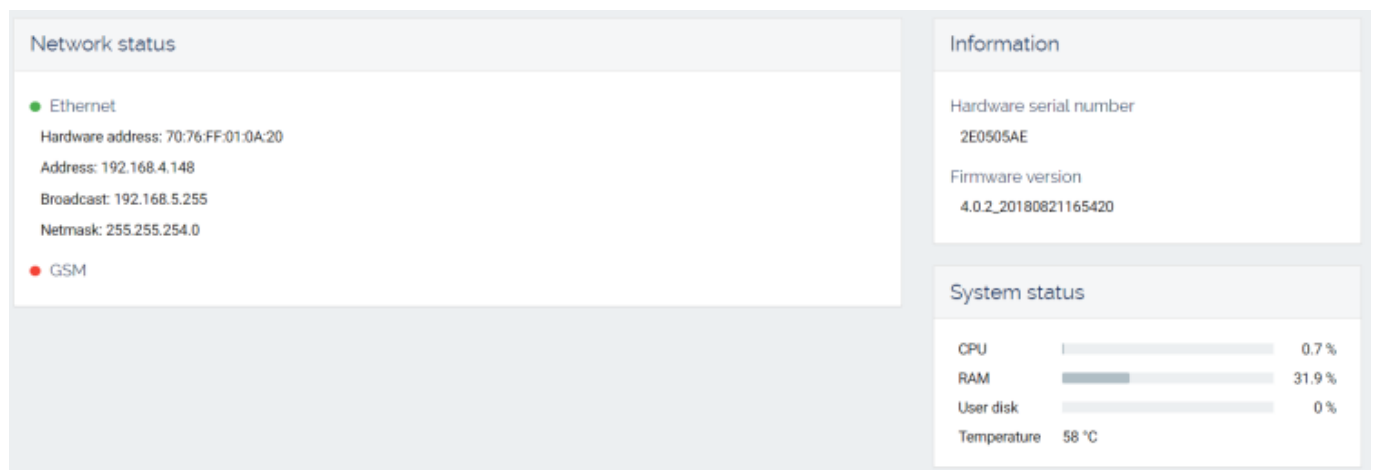 Network status
Ethernet
Hardware address: 70:76:FF:01:0A:20
Address: 192.168.4.148
Broadcast: 192.168.5.255
Netmask: 255.255.254.0
GSM
Information
Hardware serial number
2E0505AE
Firmware version
4.0.2_20180821165420
System status
CPU 0.7 %
RAM 31.9 %
User disk 0 %
Temperature 58 °C